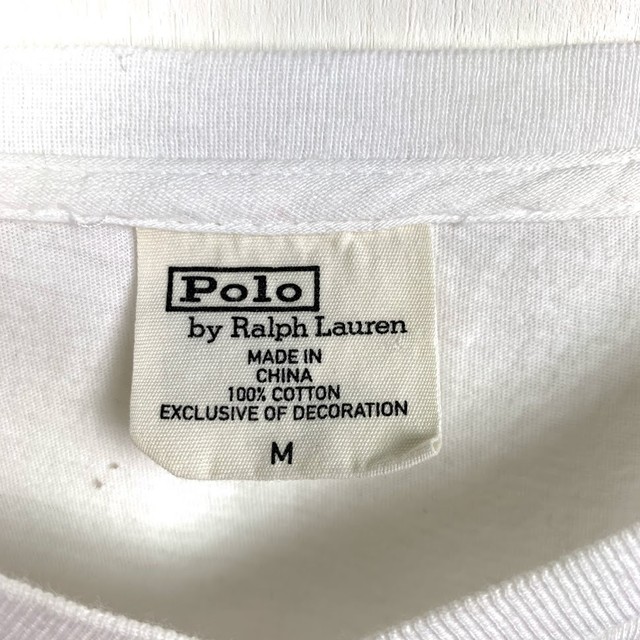 Polo
by Ralph Lauren
MADE IN
CHINA
100% COTTON
EXCLUSIVE OF DECORATION
M